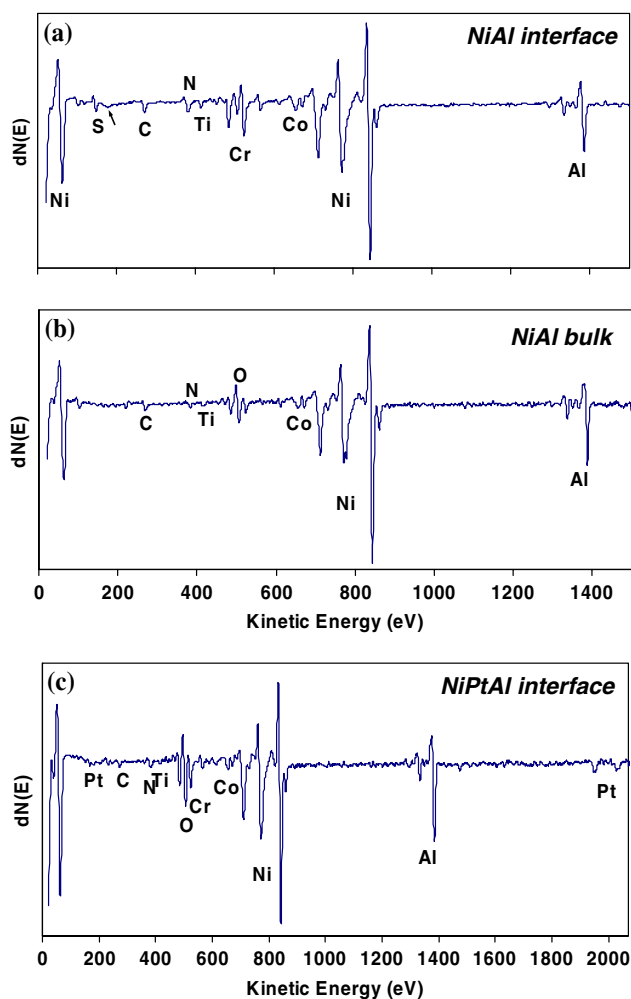 (a)
NiAl interface
dN(E)
N
S
C
Ti
Cr
Co
Ni
Ni
Al
(b)
NiAl bulk
dN(E)
O
N
C
Ti
Co
Ni
Al
0 200 400 600 800 1000 1200 1400
Kinetic Energy (eV)
(c)
NiPtAl interface
dN(E)
Pt C N Ti
Cr
Co
O
Ni
Al
Pt
0 200 400 600 800 1000 1200 1400 1600 1800 2000
Kinetic Energy (eV)